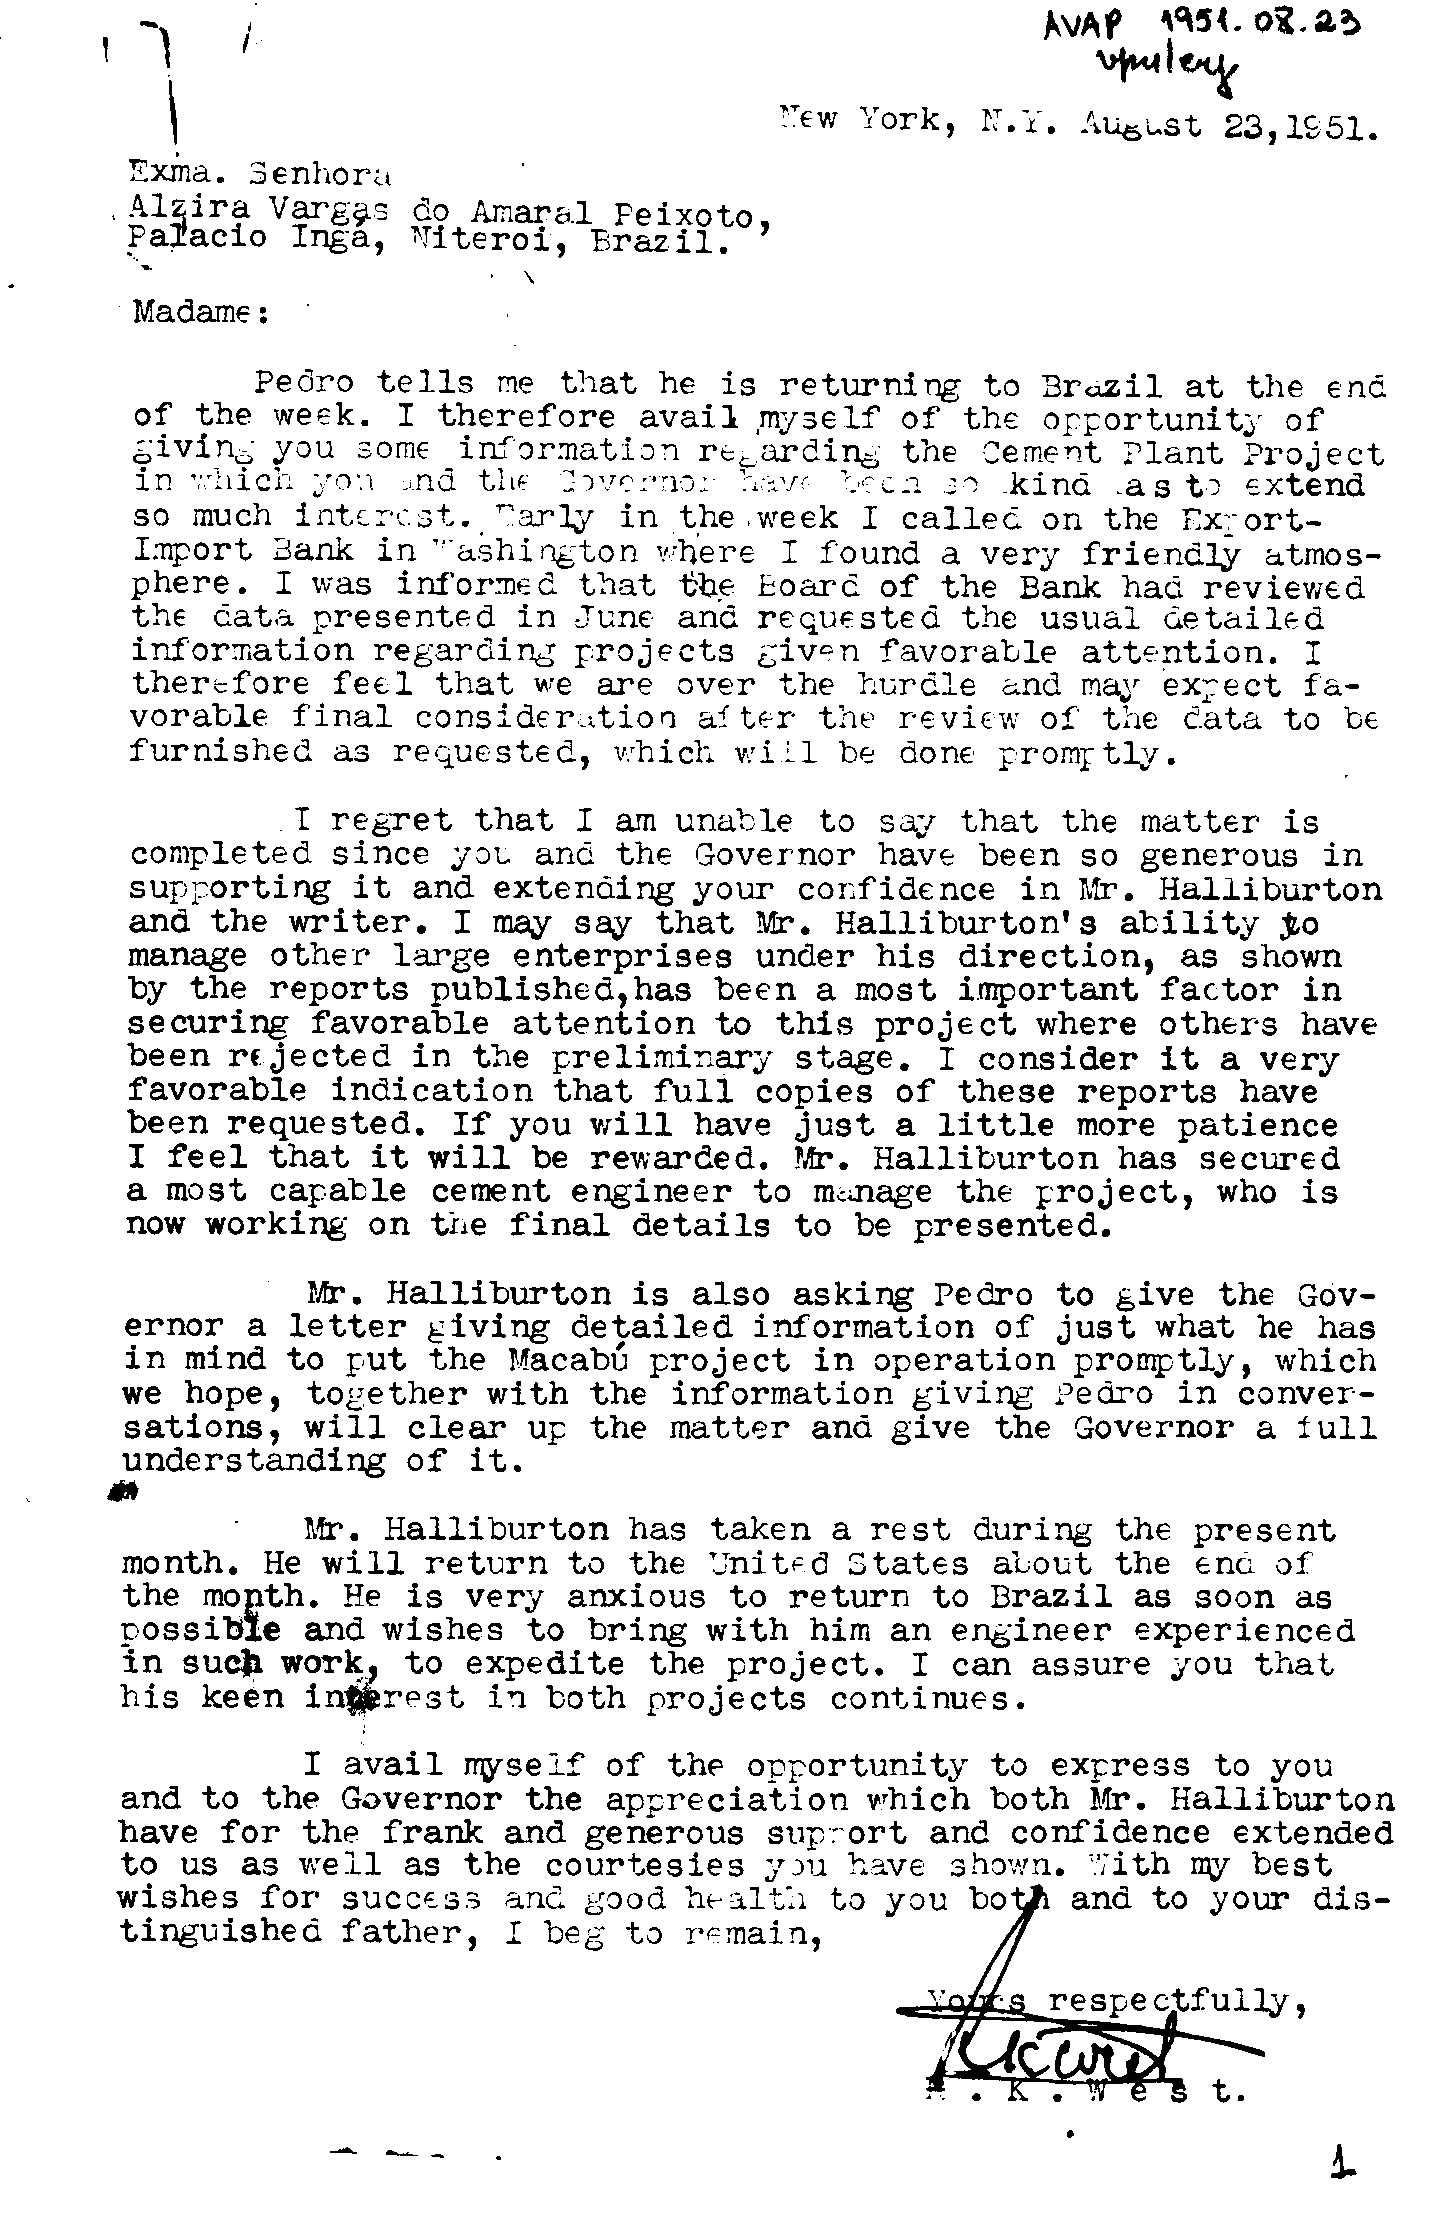 AVAP 1951.08.23
New York, N.Y. August 23,1951.
Exma. Senhora
Alzira Vargas do Amaral Peixoto,
Palacio Inga, Niteroi, Brazil.
Madame:
Pedro tells me that he is returning to Brazil at the end
of the week. I therefore avail myself of the opportunity of
giving you some information regarding the Cement Plant Project
in which you and the Governor have been so kind as to extend
so much interest. Early in the week I called on the Export-
Import Bank in Washington where I found a very friendly atmos-
phere. I was informed that the Board of the Bank had reviewed
the data presented in June and requested the usual detailed
information regarding projects given favorable attention. I
therefore feel that we are over the hurdle and may expect fa-
vorable final consideration after the review of the data to be
furnished as requested, which will be done promptly.
I regret that I am unable to say that the matter is
completed since you and the Governor have been so generous in
supporting it and extending your confidence in Mr. Halliburton
and the writer. I may say that Mr. Halliburton's ability to
manage other large enterprises under his direction, as shown
by the reports published,has been a most important factor in
securing favorable attention to this project where others have
been rejected in the preliminary stage. I consider it a very
favorable indication that full copies of these reports have
been requested. If you will have just a little more patience
I feel that it will be rewarded. Mr. Halliburton has secured
a most capable cement engineer to manage the project, who is
now working on the final details to be presented.
Mr. Halliburton is also asking Pedro to give the Gov-
ernor a letter giving detailed information of just what he has
in mind to put the Macabú project in operation promptly, which
we hope, together with the information giving Pedro in conver-
sations, will clear up the matter and give the Governor a full
understanding of it.
Mr. Halliburton has taken a rest during the present
month. He will return to the United States about the end of
the month. He is very anxious to return to Brazil as soon as
possible and wishes to bring with him an engineer experienced
in such work, to expedite the project. I can assure you that
his keen interest in both projects continues.
I avail myself of the opportunity to express to you
and to the Governor the appreciation which both Mr. Halliburton
have for the frank and generous support and confidence extended
to us as well as the courtesies you have shown. With my best
wishes for success and good health to you both and to your dis-
tinguished father, I beg to remain,
Yours respectfully,
. K . W e s t.
1